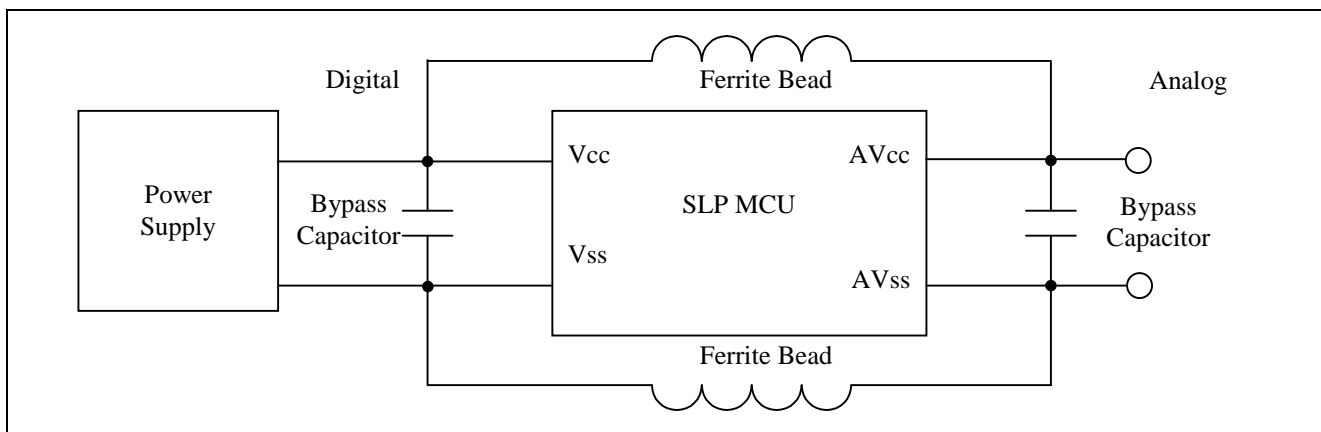 Digital
Ferrite Bead
Analog
Power
Supply
Bypass
Capacitor
Vcc
Vss
SLP MCU
AVcc
AVss
Bypass
Capacitor
Ferrite Bead